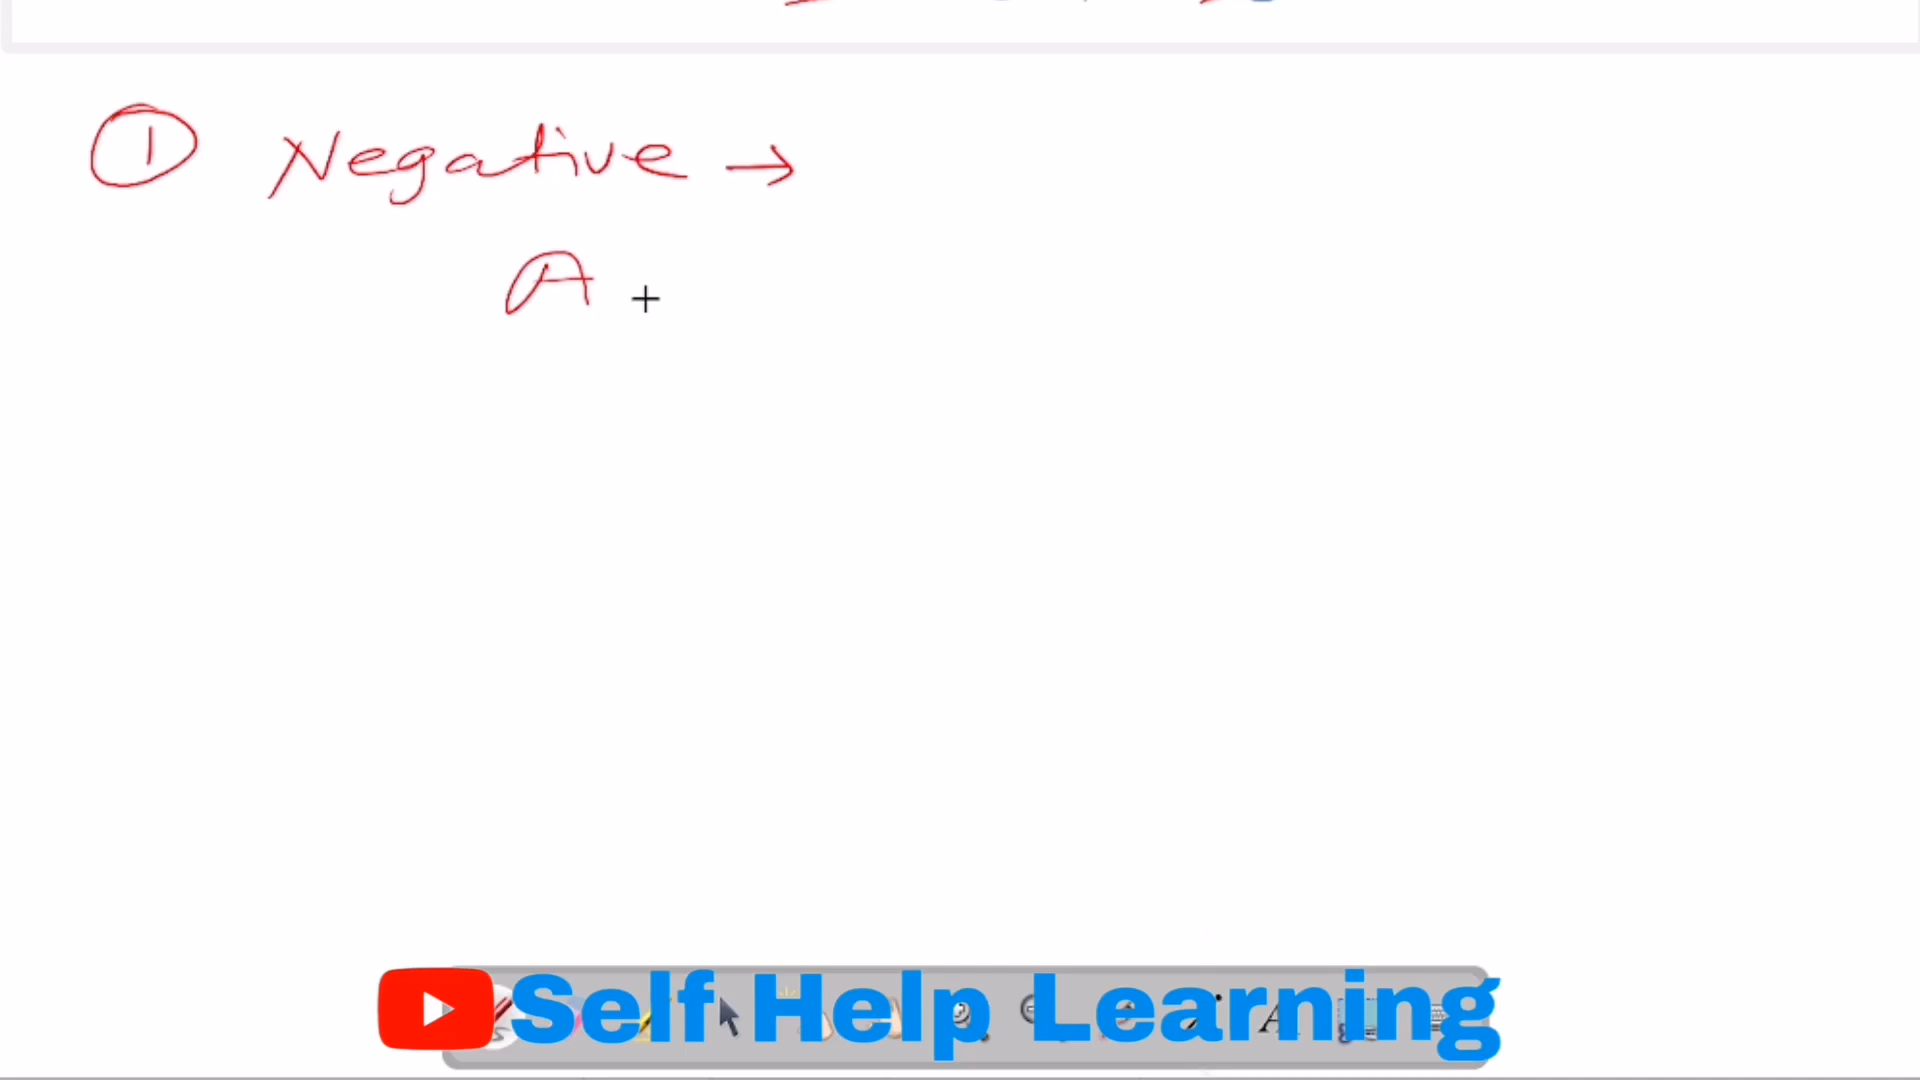 ① Negative →
A
Self Help Learning